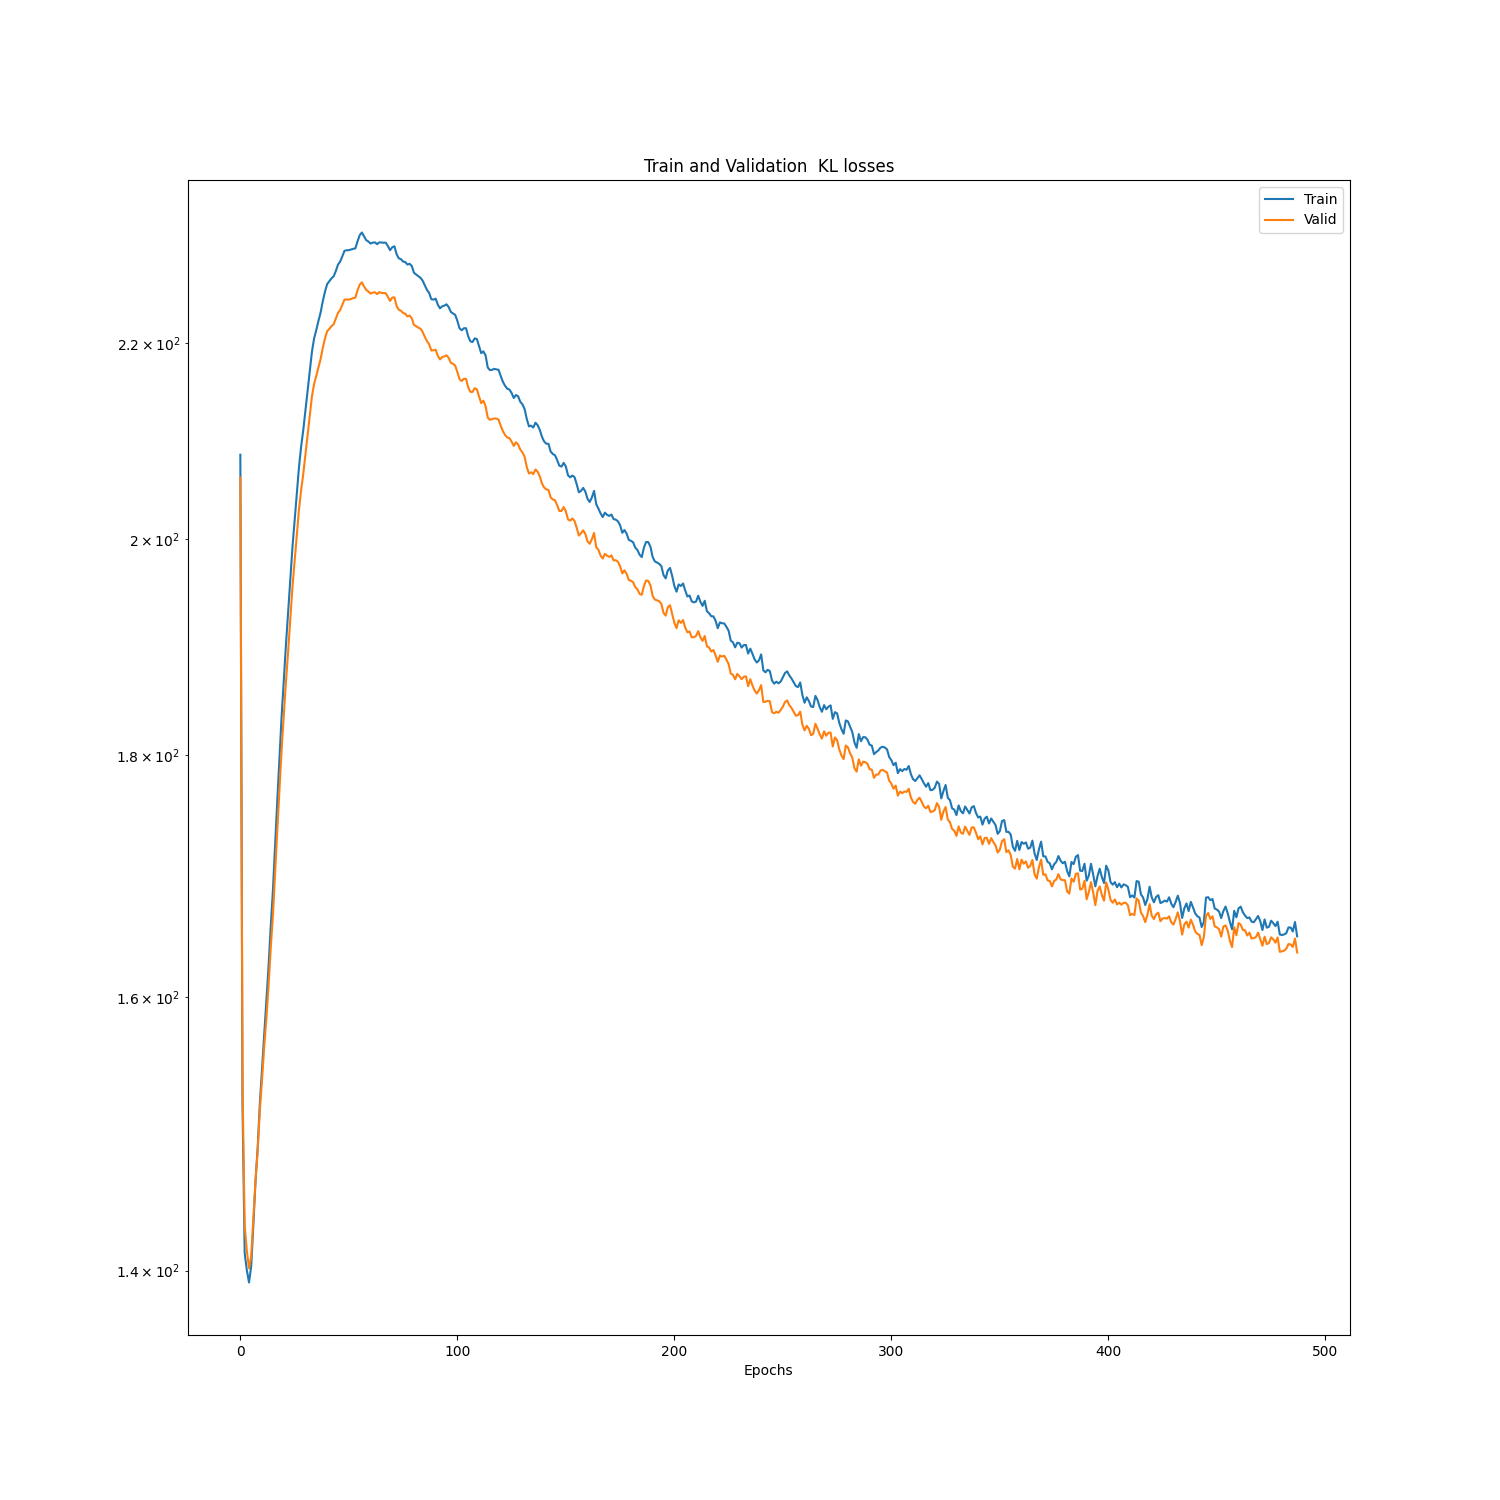 Train and Validation  KL losses
Train
Valid
2.2 × 10²
2 × 10²
1.8 × 10²
1.6 × 10²
1.4 × 10²
0 100 200 300 400 500
Epochs